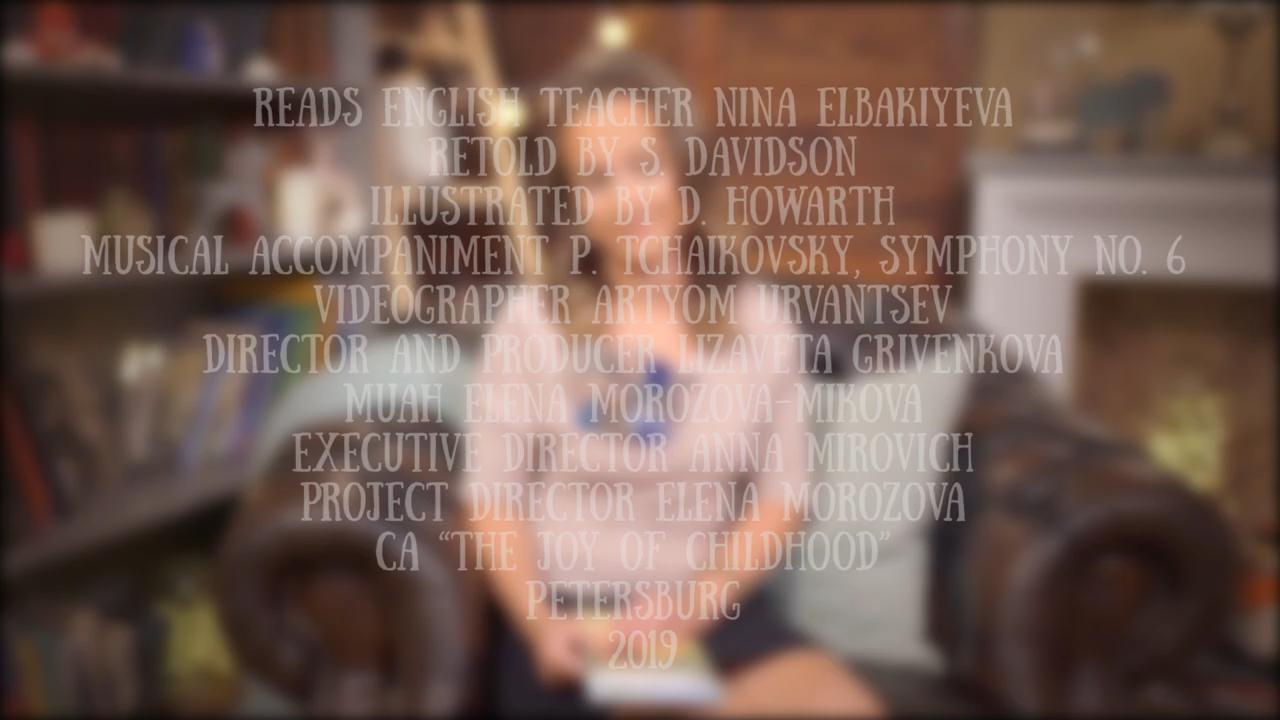 READS ENGLISH TEACHER NINA ELBAKIYEVA
RETOLD BY S. DAVIDSON
ILLUSTRATED BY D. HOWARTH
MUSICAL ACCOMPANIMENT P. TCHAIKOVSKY, SYMPHONY NO. 6
VIDEOGRAPHER ARTYOM URVANTSEV
DIRECTOR AND PRODUCER LIZAVETA GRIVENKOVA
MUAH ELENA MOROZOVA-MIKOVA
EXECUTIVE DIRECTOR ANNA MIROVICH
PROJECT DIRECTOR ELENA MOROZOVA
CA “THE JOY OF CHILDHOOD”
PETERSBURG
2019